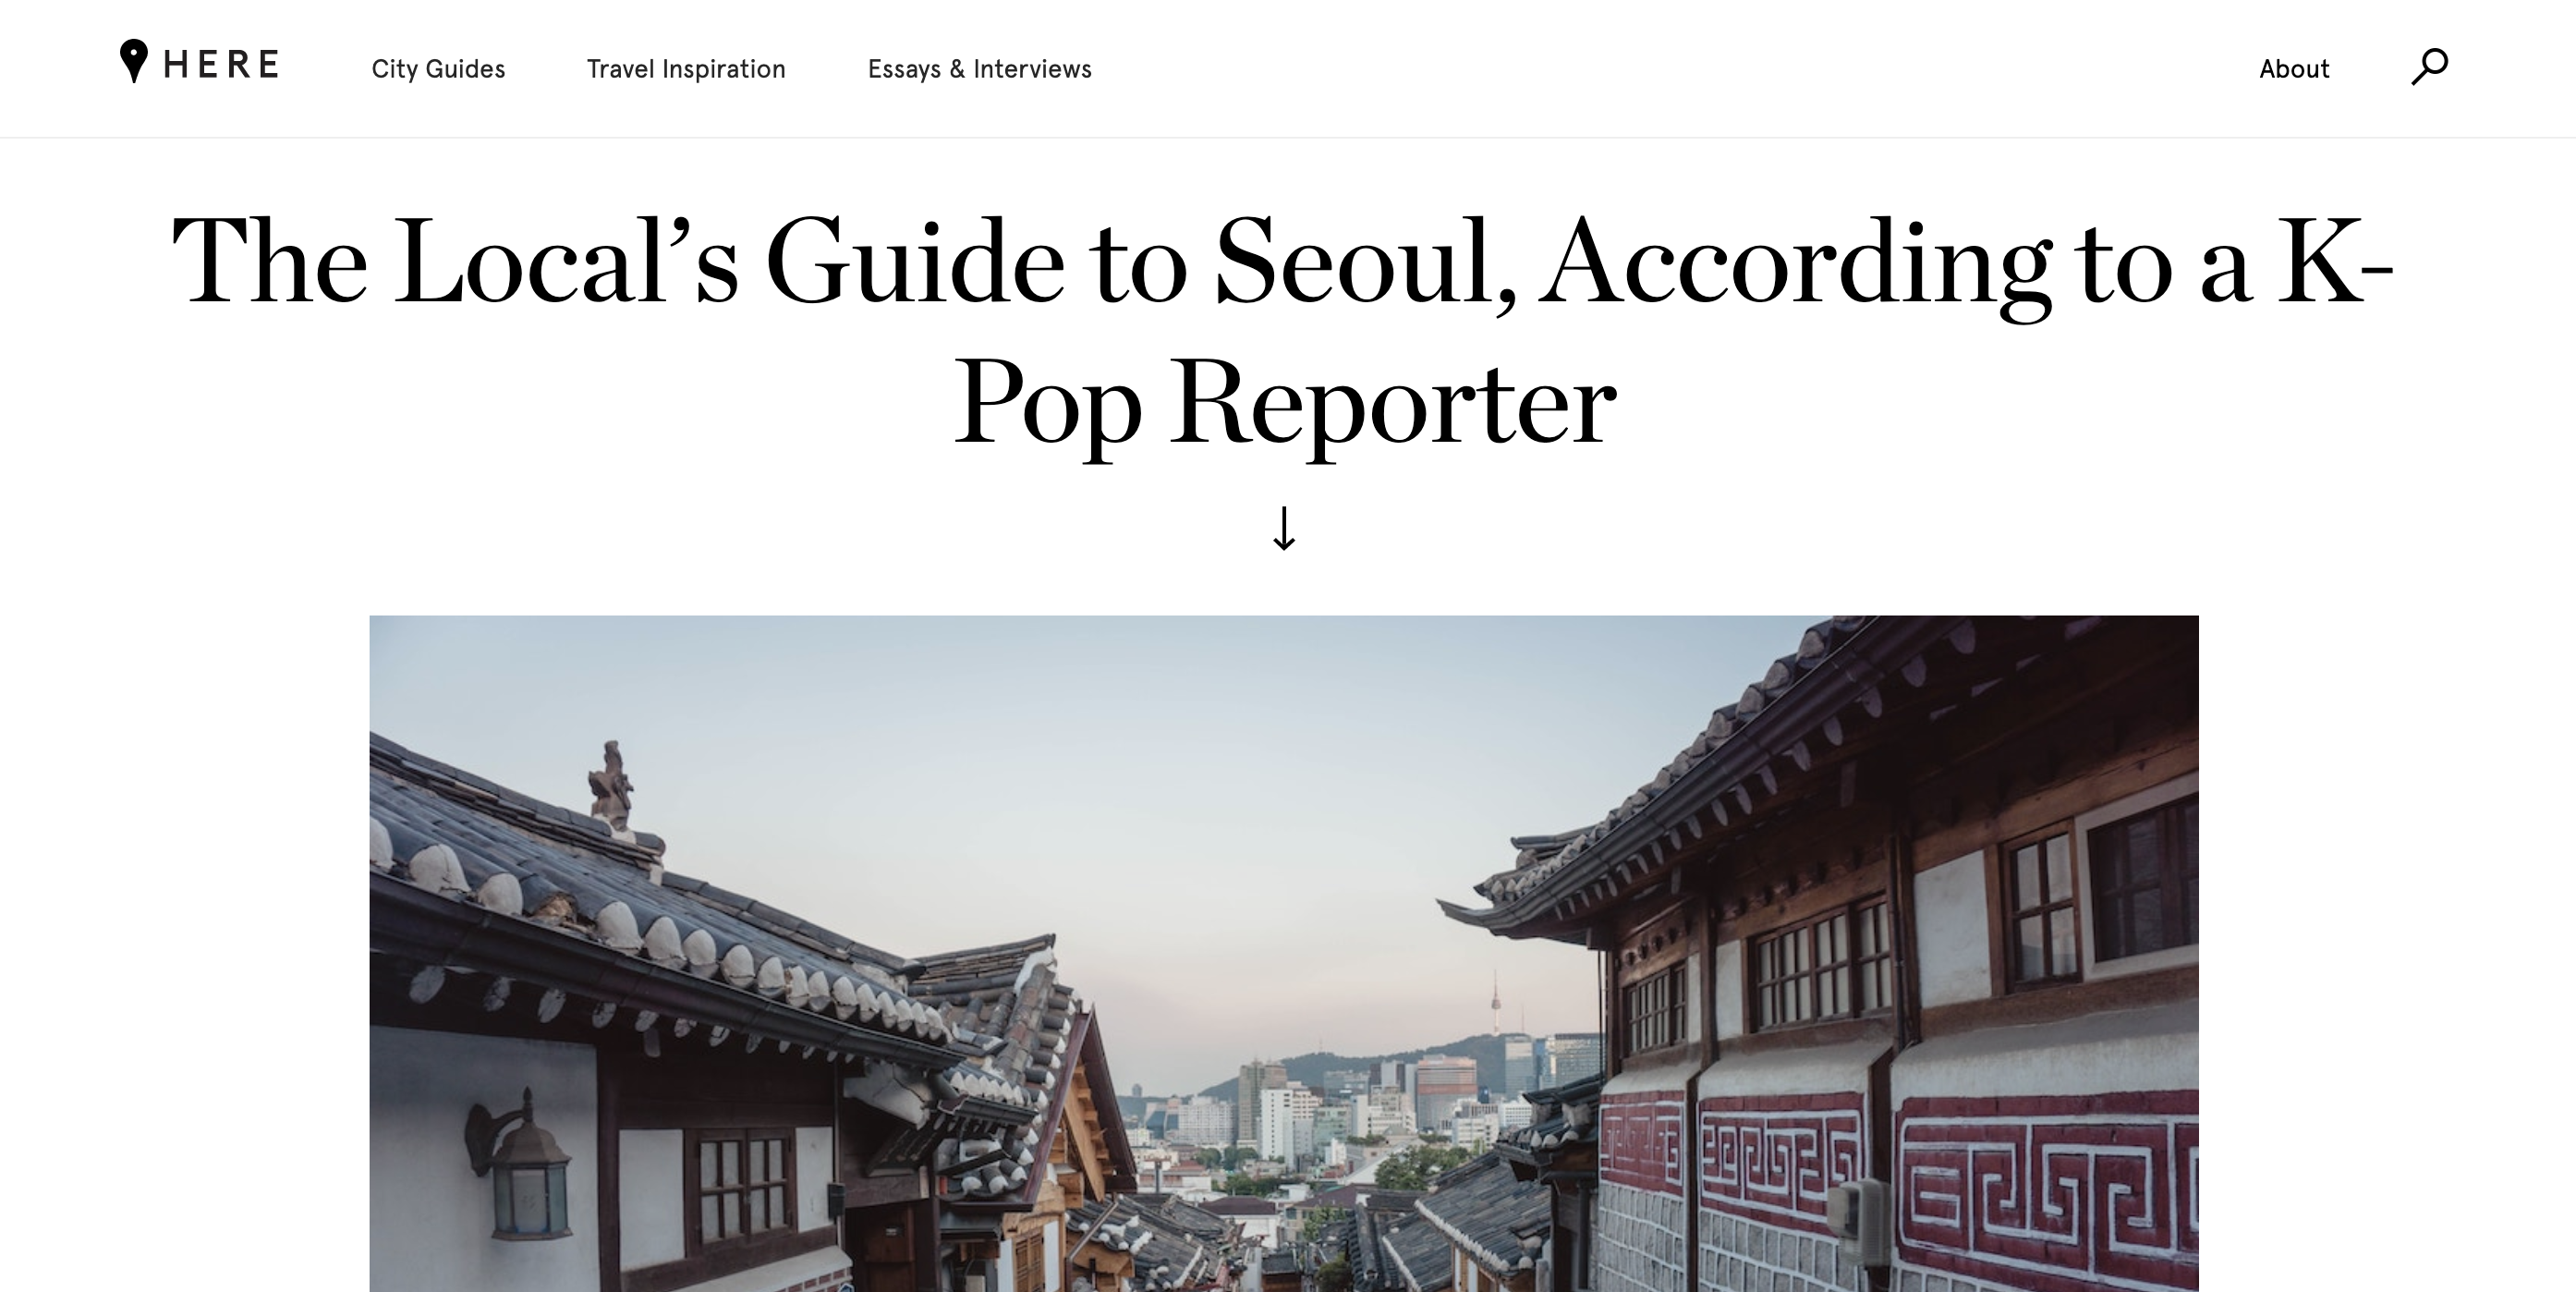 HERE
City Guides
Travel Inspiration
Essays & Interviews
About
The Local’s Guide to Seoul, According to a K-
Pop Reporter